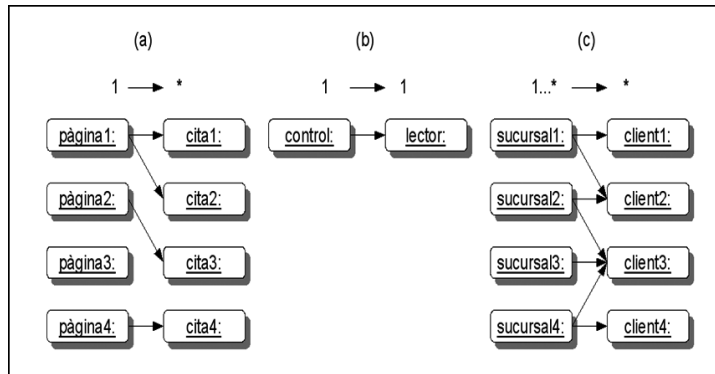 (a) (b) (c)
1 * 1 1 1...* *
pàgina1: cita1: control: lector: sucursal1: client1:
pàgina2: cita2: sucursal2: client2:
pàgina3: cita3: sucursal3: client3:
pàgina4: cita4: sucursal4: client4: